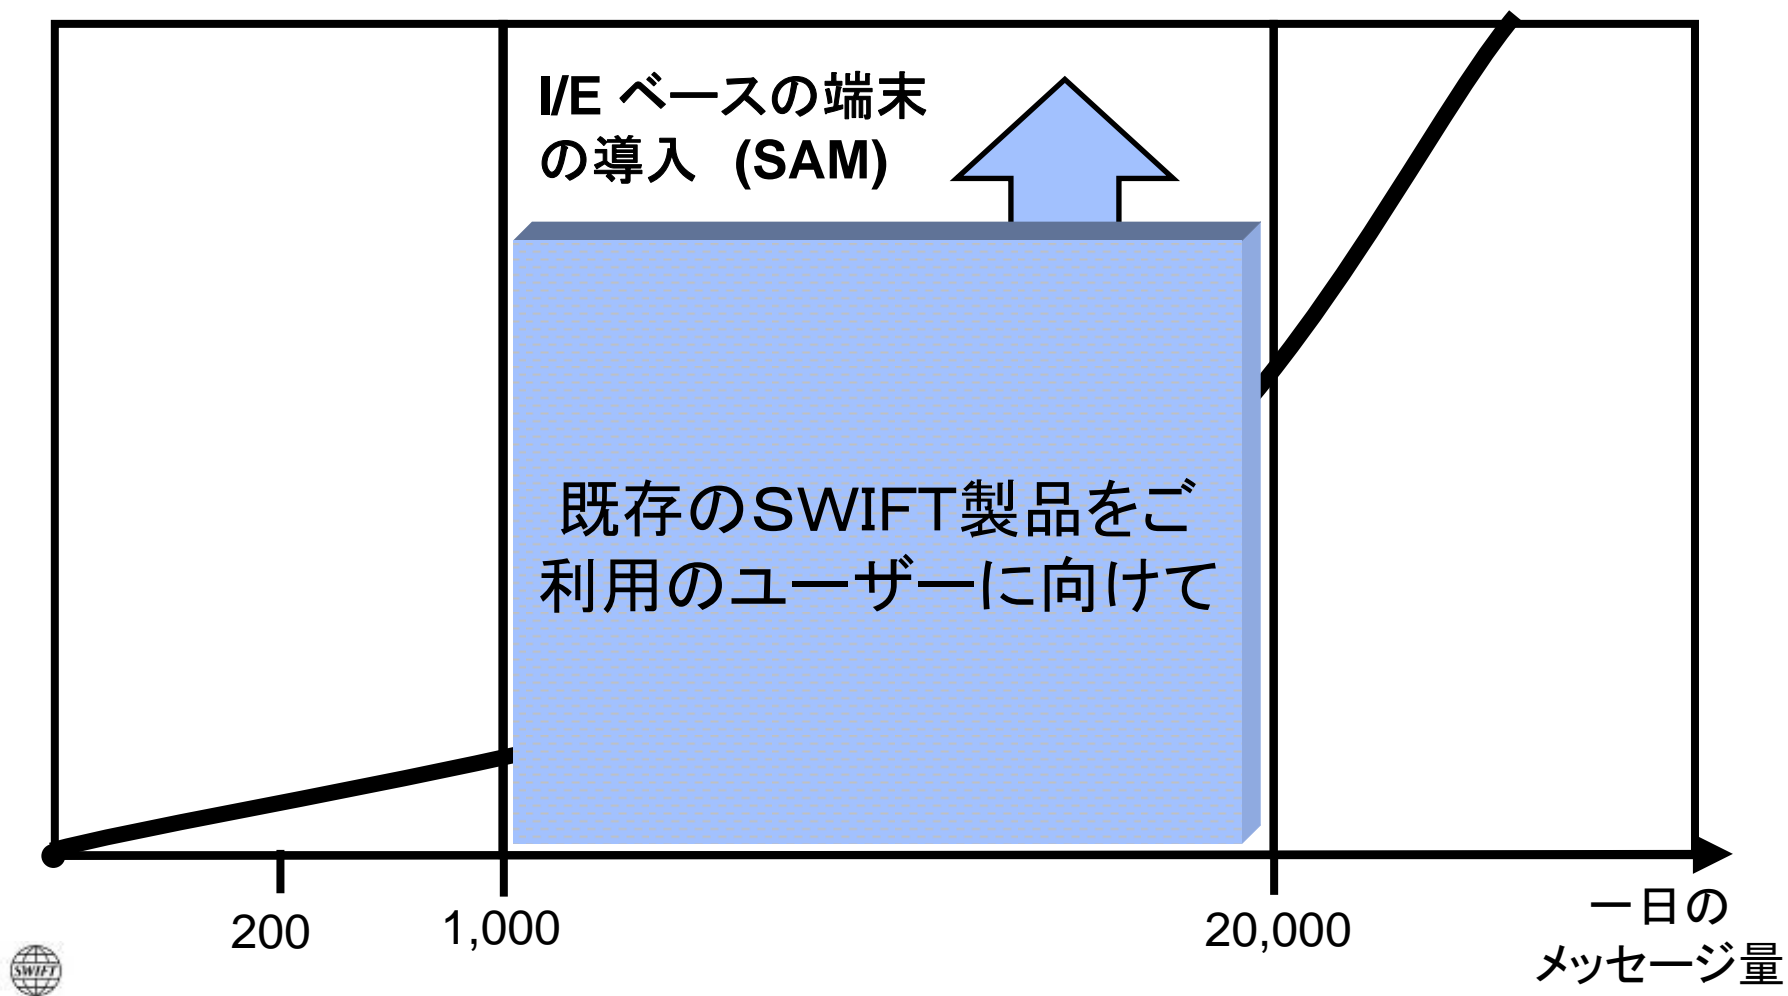 I/E ベースの端末
の導入 (SAM)
既存のSWIFT製品をご
利用のユーザーに向けて
200
1,000
20,000
一日の
メッセージ量
SWIFT